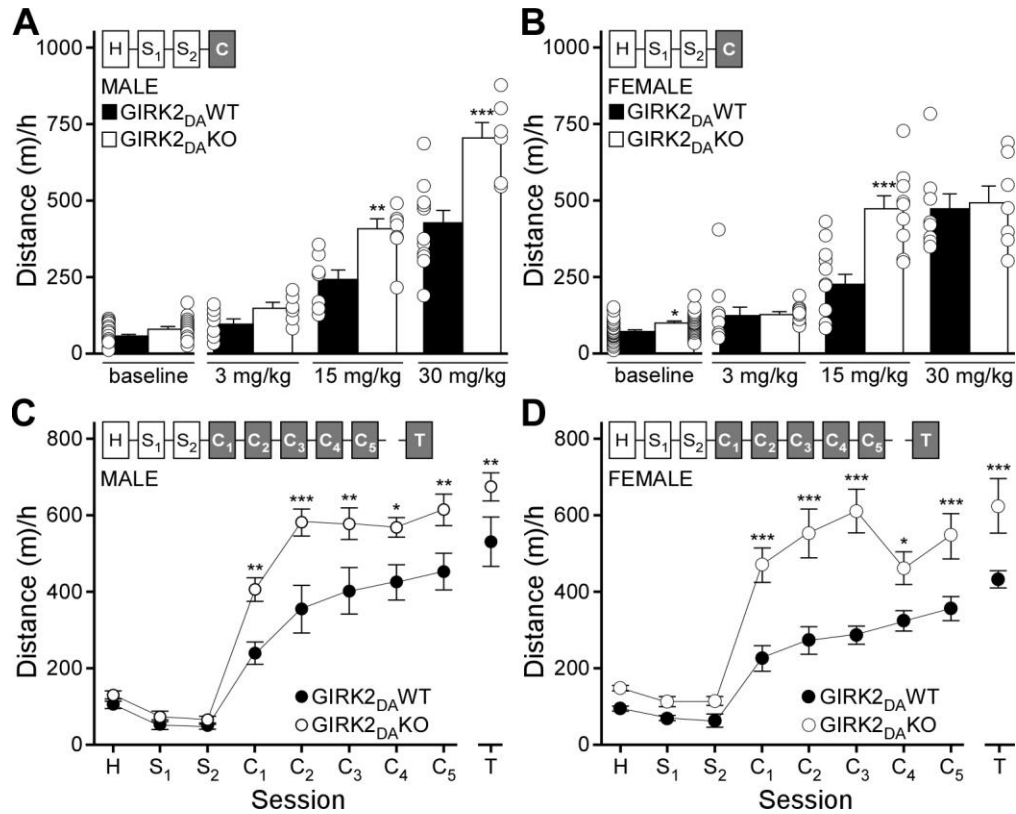 A
1000
750
500
250
0
Distance (m)/h
H S₁ S₂ C
MALE
GIRK2DAWT
GIRK2DAKO
** ***
baseline 3 mg/kg 15 mg/kg 30 mg/kg
B
1000
750
500
250
0
Distance (m)/h
H S₁ S₂ C
FEMALE
GIRK2DAWT
GIRK2DAKO
* ***
baseline 3 mg/kg 15 mg/kg 30 mg/kg
C
800
600
400
200
0
Distance (m)/h
H S₁ S₂ C₁ C₂ C₃ C₄ C₅ T
MALE
** *** ** * ** **
GIRK2DAWT
GIRK2DAKO
H S₁ S₂ C₁ C₂ C₃ C₄ C₅ T
Session
D
800
600
400
200
0
Distance (m)/h
H S₁ S₂ C₁ C₂ C₃ C₄ C₅ T
FEMALE
*** *** *** * *** ***
GIRK2DAWT
GIRK2DAKO
H S₁ S₂ C₁ C₂ C₃ C₄ C₅ T
Session